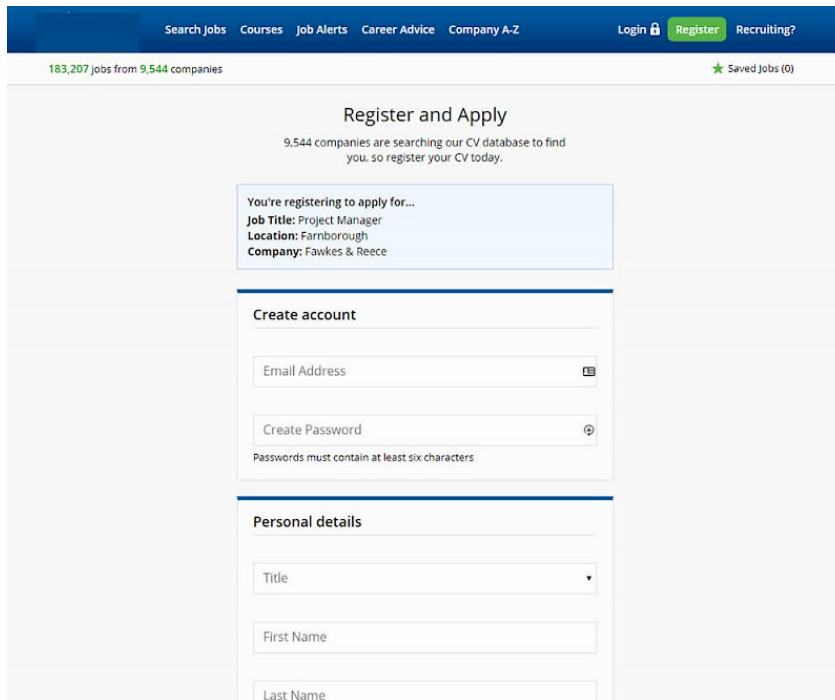 Search Jobs Courses Job Alerts Career Advice Company A-Z Login Register Recruiting?
183,207 jobs from 9,544 companies Saved Jobs (0)
Register and Apply
9,544 companies are searching our CV database to find
you, so register your CV today.
You're registering to apply for...
Job Title: Project Manager
Location: Farnborough
Company: Fawkes & Reece
Create account
Email Address
Create Password
Passwords must contain at least six characters
Personal details
Title
First Name
Last Name